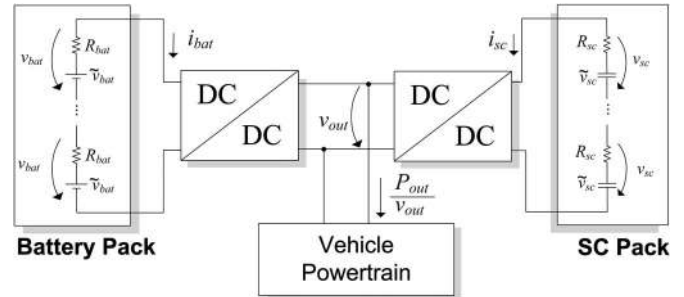 i_bat
i_sc
v_bat
R_bat
ṽ_bat
DC
DC
v_out
DC
DC
R_sc
v_sc
ṽ_sc
v_bat
R_bat
ṽ_bat
P_out
v_out
R_sc
v_sc
ṽ_sc
Battery Pack
Vehicle
Powertrain
SC Pack